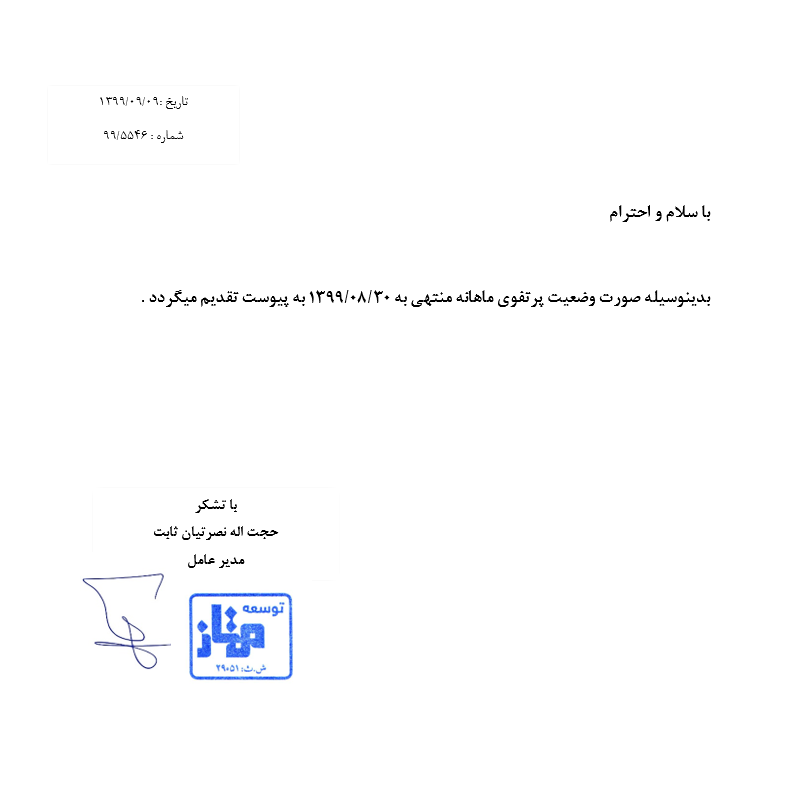 تاریخ :۱۳۹۹/۰۹/۰۹
شماره : ۹۹/۵۵۴۶
با سلام و احترام
بدینوسیله صورت وضعیت پرتفوی ماهانه منتهی به ۱۳۹۹/۰۸/۳۰ به پیوست تقدیم میگردد .
با تشکر
حجت اله نصرتیان ثابت
مدیر عامل
توسعه
ممتاز
ش.ث: ۲۹۰۵۱